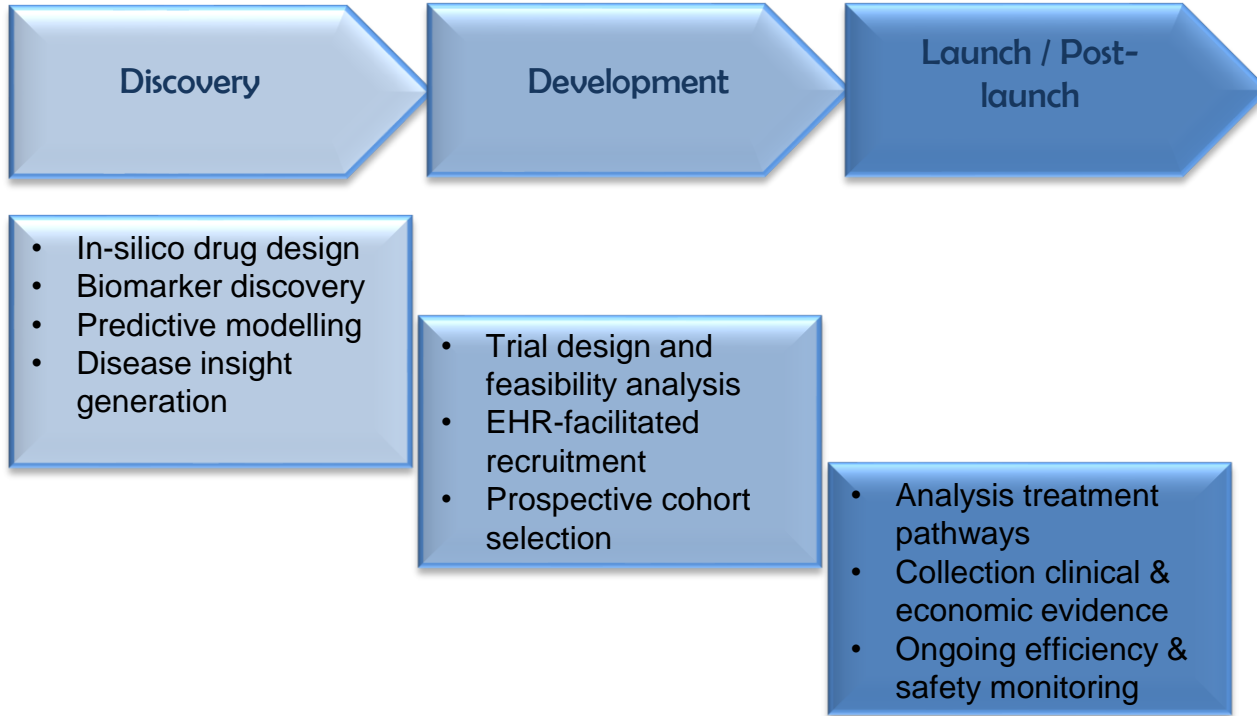 Discovery
Development
Launch / Post-
launch
• In-silico drug design
• Biomarker discovery
• Predictive modelling
• Disease insight
generation
• Trial design and
feasibility analysis
• EHR-facilitated
recruitment
• Prospective cohort
selection
• Analysis treatment
pathways
• Collection clinical &
economic evidence
• Ongoing efficiency &
safety monitoring